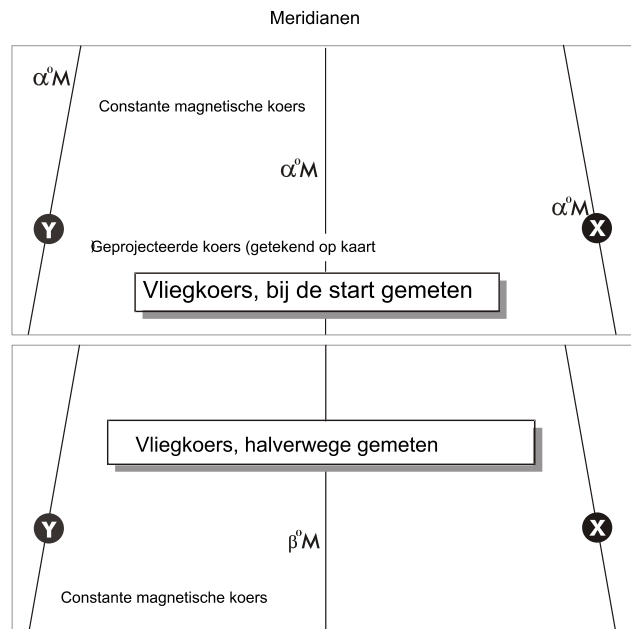 Meridianen
α°M
Constante magnetische koers
α°M
α°M
Y
X
(Geprojecteerde koers (getekend op kaart
Vliegkoers, bij de start gemeten
Vliegkoers, halverwege gemeten
Y
X
β°M
Constante magnetische koers